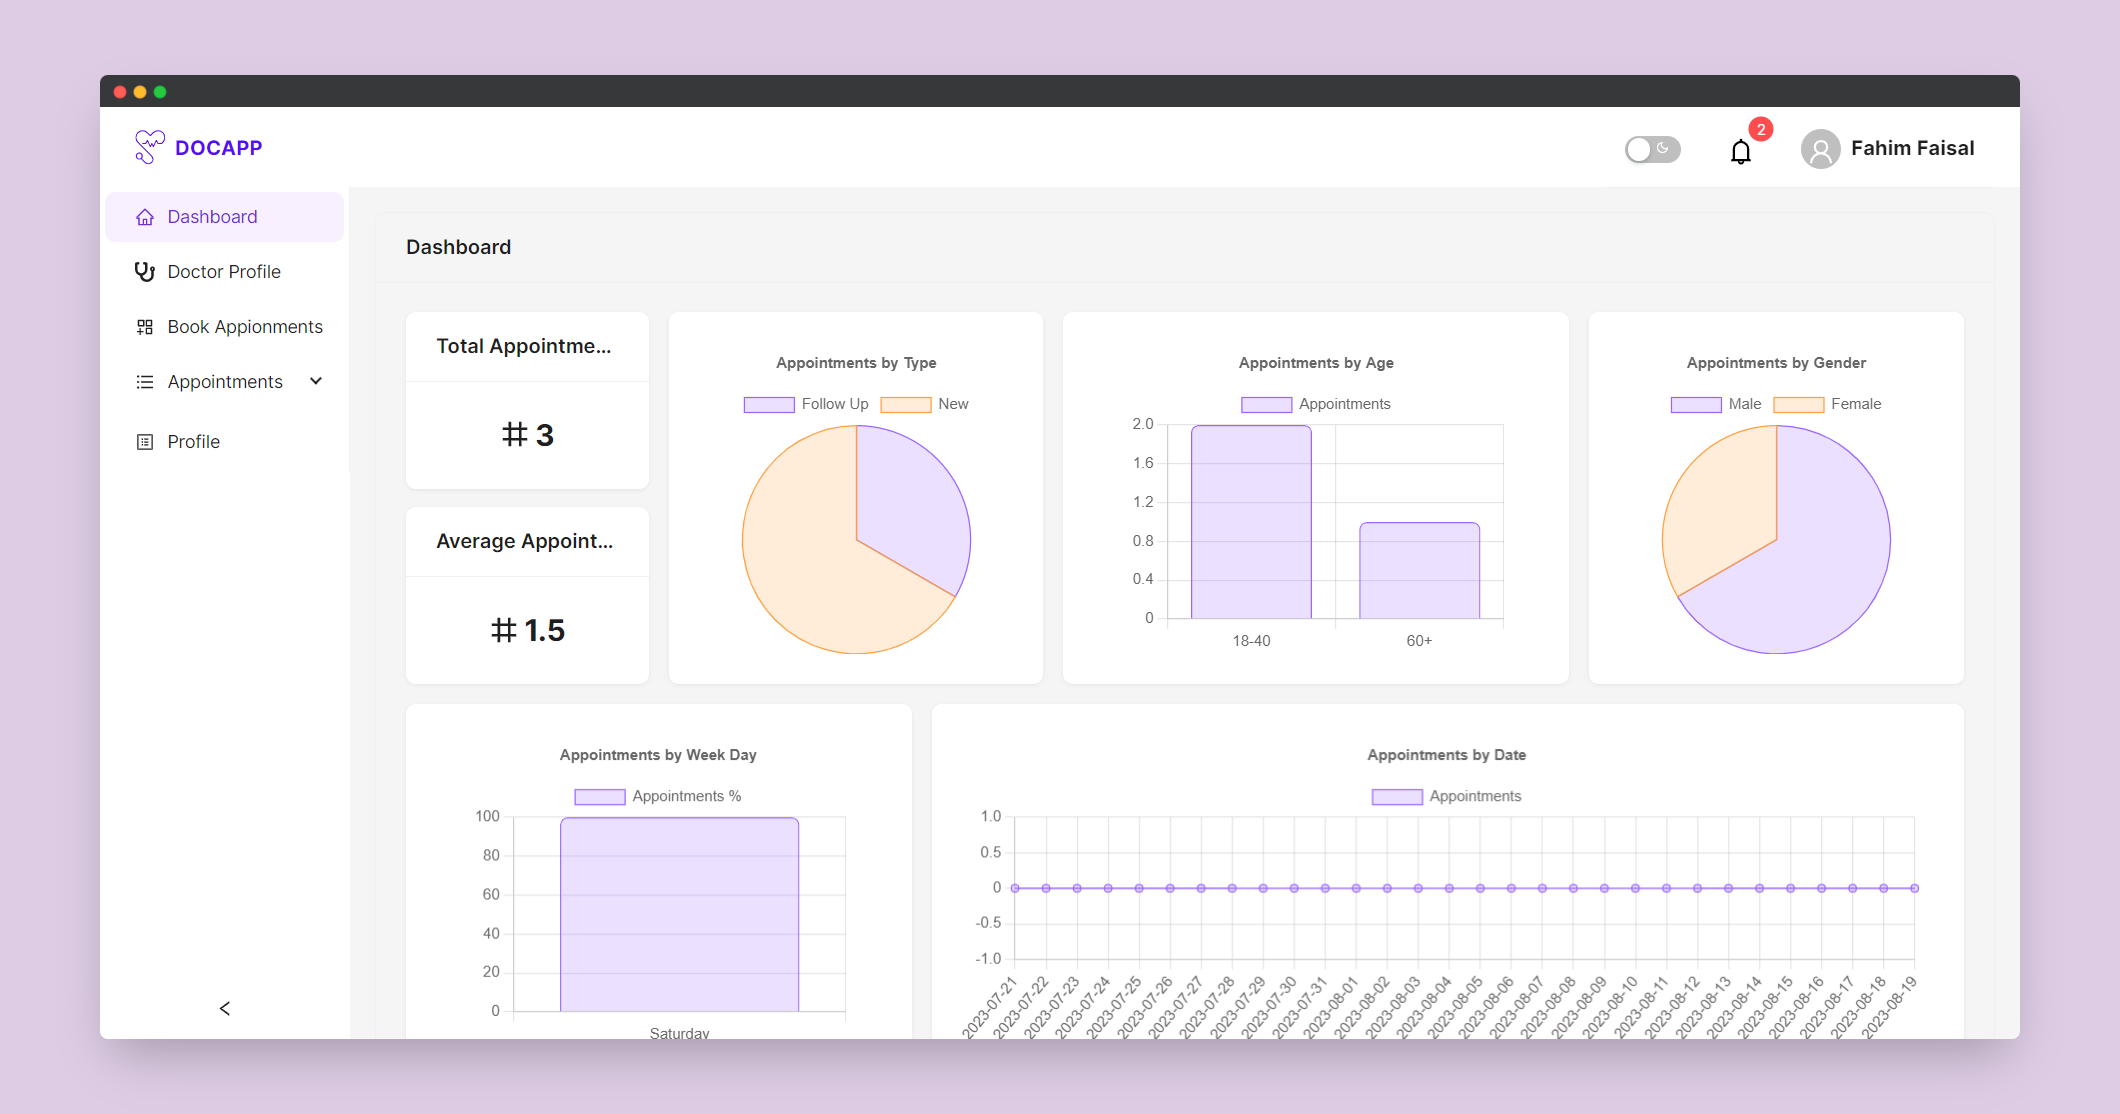 DOCAPP
2
Fahim Faisal
Dashboard
Doctor Profile
Book Appionments
Appointments
Profile
Dashboard
Total Appointme...
# 3
Average Appoint...
# 1.5
Appointments by Type
Follow Up New
Appointments by Age
Appointments
2.0
1.6
1.2
0.8
0.4
0
18-40 60+
Appointments by Gender
Male Female
Appointments by Week Day
Appointments %
100
80
60
40
20
0
Saturday
Appointments by Date
Appointments
1.0
0.5
0
-0.5
-1.0
2023-07-21
2023-07-22
2023-07-23
2023-07-24
2023-07-25
2023-07-26
2023-07-27
2023-07-28
2023-07-29
2023-07-30
2023-07-31
2023-08-01
2023-08-02
2023-08-03
2023-08-04
2023-08-05
2023-08-06
2023-08-07
2023-08-08
2023-08-09
2023-08-10
2023-08-11
2023-08-12
2023-08-13
2023-08-14
2023-08-15
2023-08-16
2023-08-17
2023-08-18
2023-08-19